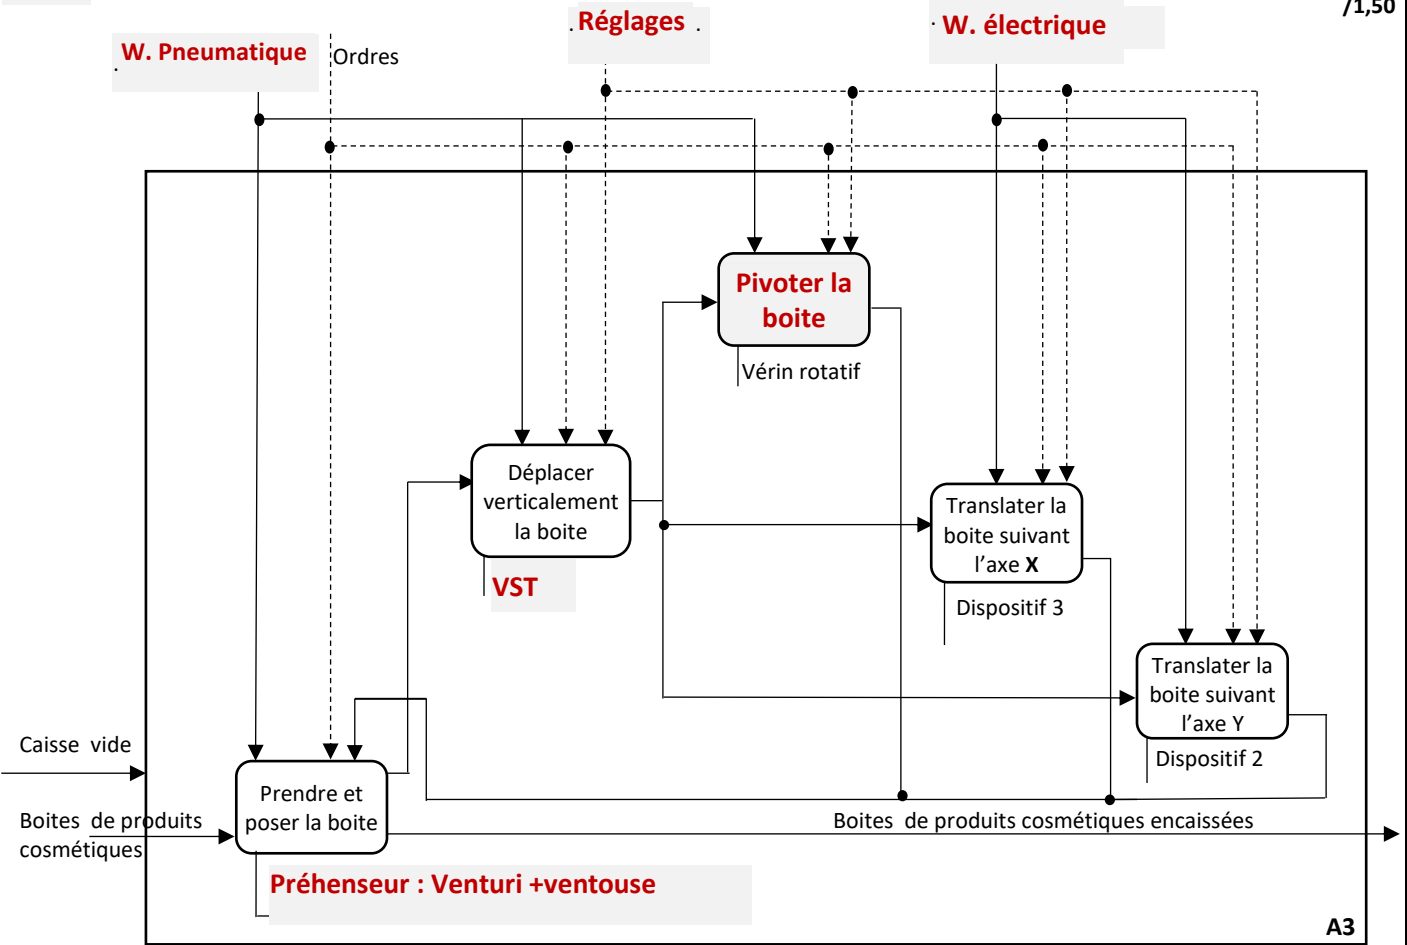 /1,50
Réglages
W. électrique
W. Pneumatique
Ordres
Pivoter la
boite
Vérin rotatif
Déplacer
verticalement
la boite
VST
Translater la
boite suivant
l'axe X
Dispositif 3
Translater la
boite suivant
l'axe Y
Dispositif 2
Caisse vide
Prendre et
poser la boite
Boites de produits
cosmétiques
Boites de produits cosmétiques encaissées
Préhenseur : Venturi +ventouse
A3